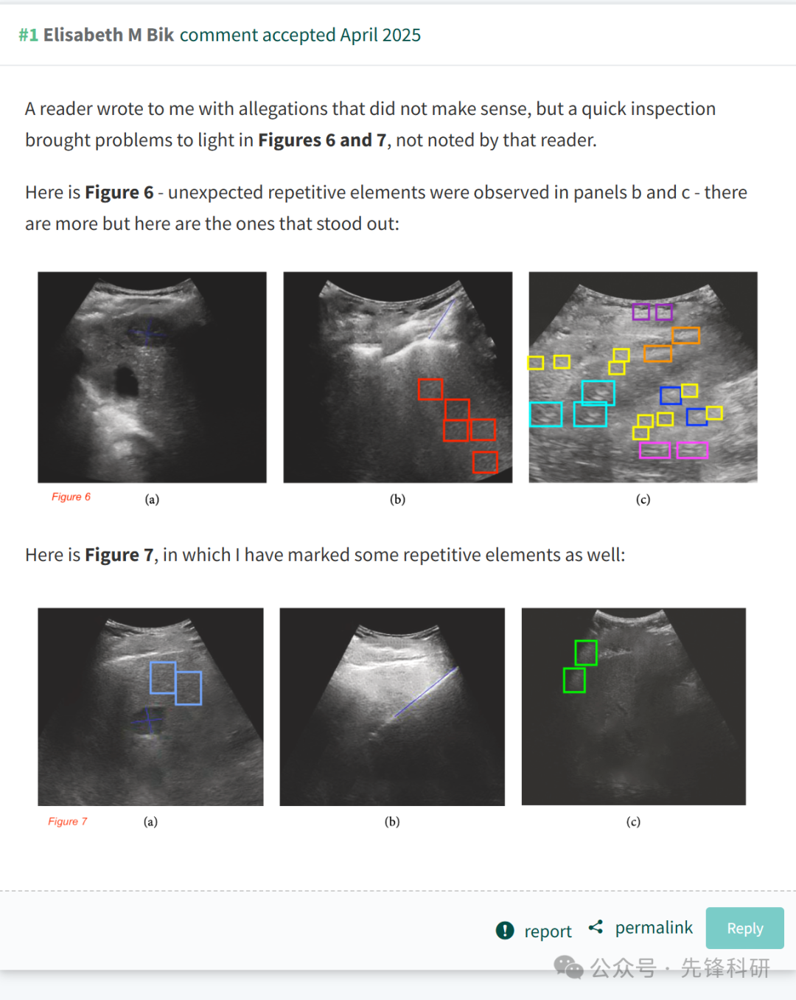 #1 Elisabeth M Bik comment accepted April 2025
A reader wrote to me with allegations that did not make sense, but a quick inspection
brought problems to light in Figures 6 and 7, not noted by that reader.
Here is Figure 6 - unexpected repetitive elements were observed in panels b and c - there
are more but here are the ones that stood out:
Figure 6 (a) (b) (c)
Here is Figure 7, in which I have marked some repetitive elements as well:
Figure 7 (a) (b) (c)
report permalink Reply
公众号 · 先锋科研